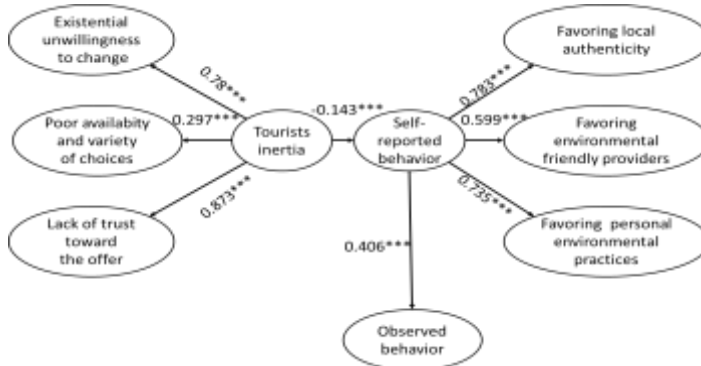 Existential
unwillingness
to change
Favoring local
authenticity
0.78***
0.783***
-0.143***
0.297***
0.599***
Poor availabity
and variety
of choices
Tourists
inertia
Self-
reported
behavior
Favoring
environmental
friendly providers
0.873***
0.735***
Lack of trust
toward
the offer
Favoring personal
environmental
practices
0.406***
Observed
behavior